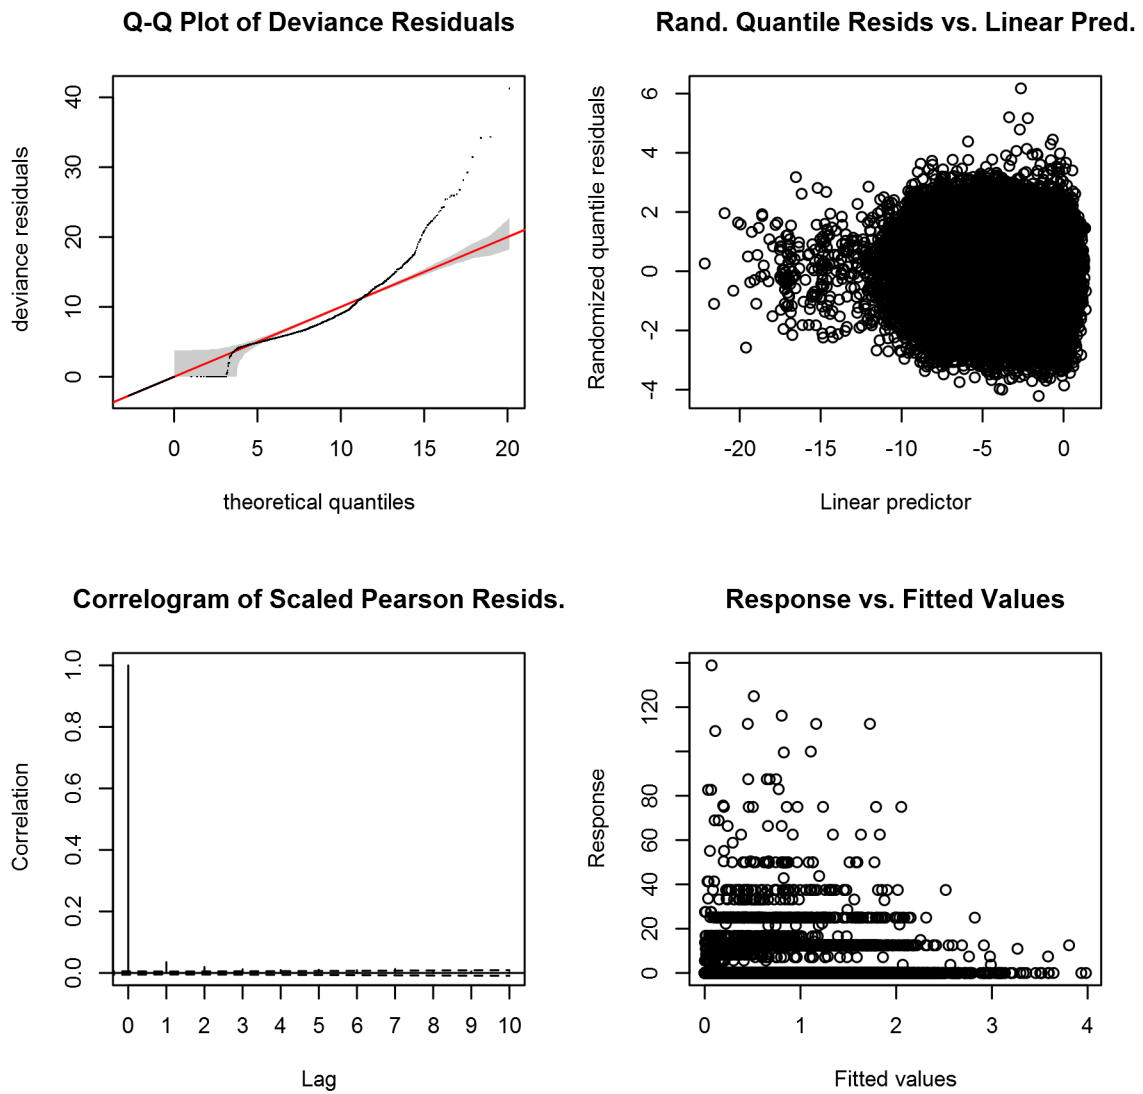 Q-Q Plot of Deviance Residuals
deviance residuals
40
30
20
10
0
0 5 10 15 20
theoretical quantiles
Rand. Quantile Resids vs. Linear Pred.
Randomized quantile residuals
6
4
2
0
-2
-4
-20 -15 -10 -5 0
Linear predictor
Correlogram of Scaled Pearson Resids.
Correlation
1.0
0.8
0.6
0.4
0.2
0.0
0 1 2 3 4 5 6 7 8 9 10
Lag
Response vs. Fitted Values
Response
120
80
60
40
20
0
0 1 2 3 4
Fitted values